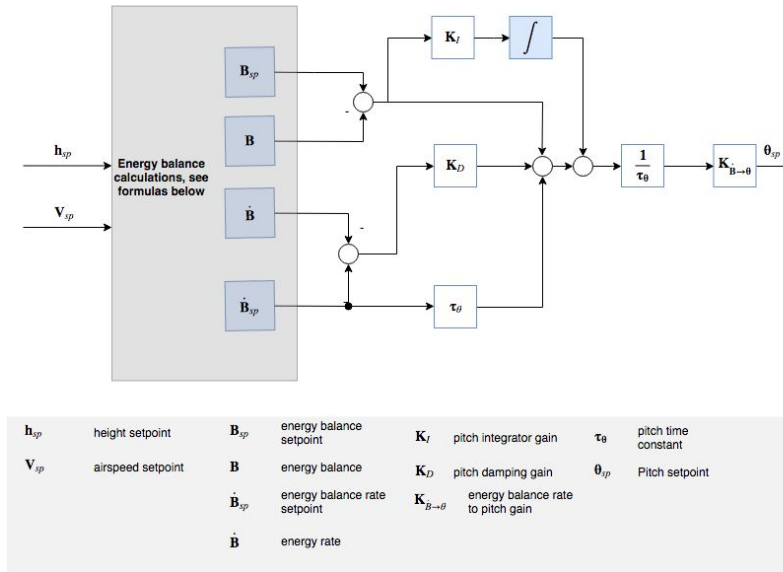 K_I
∫
B_sp
-
h_sp
B
Energy balance
calculations, see
formulas below
K_D
1
τ_θ
K_Ḃ→θ
θ_sp
V_sp
Ḃ
-
Ḃ_sp
τ_θ
h_sp height setpoint
V_sp airspeed setpoint
B_sp energy balance
setpoint
B energy balance
Ḃ_sp energy balance rate
setpoint
Ḃ energy rate
K_I pitch integrator gain
K_D pitch damping gain
K_Ḃ→θ energy balance rate
to pitch gain
τ_θ pitch time
constant
θ_sp Pitch setpoint